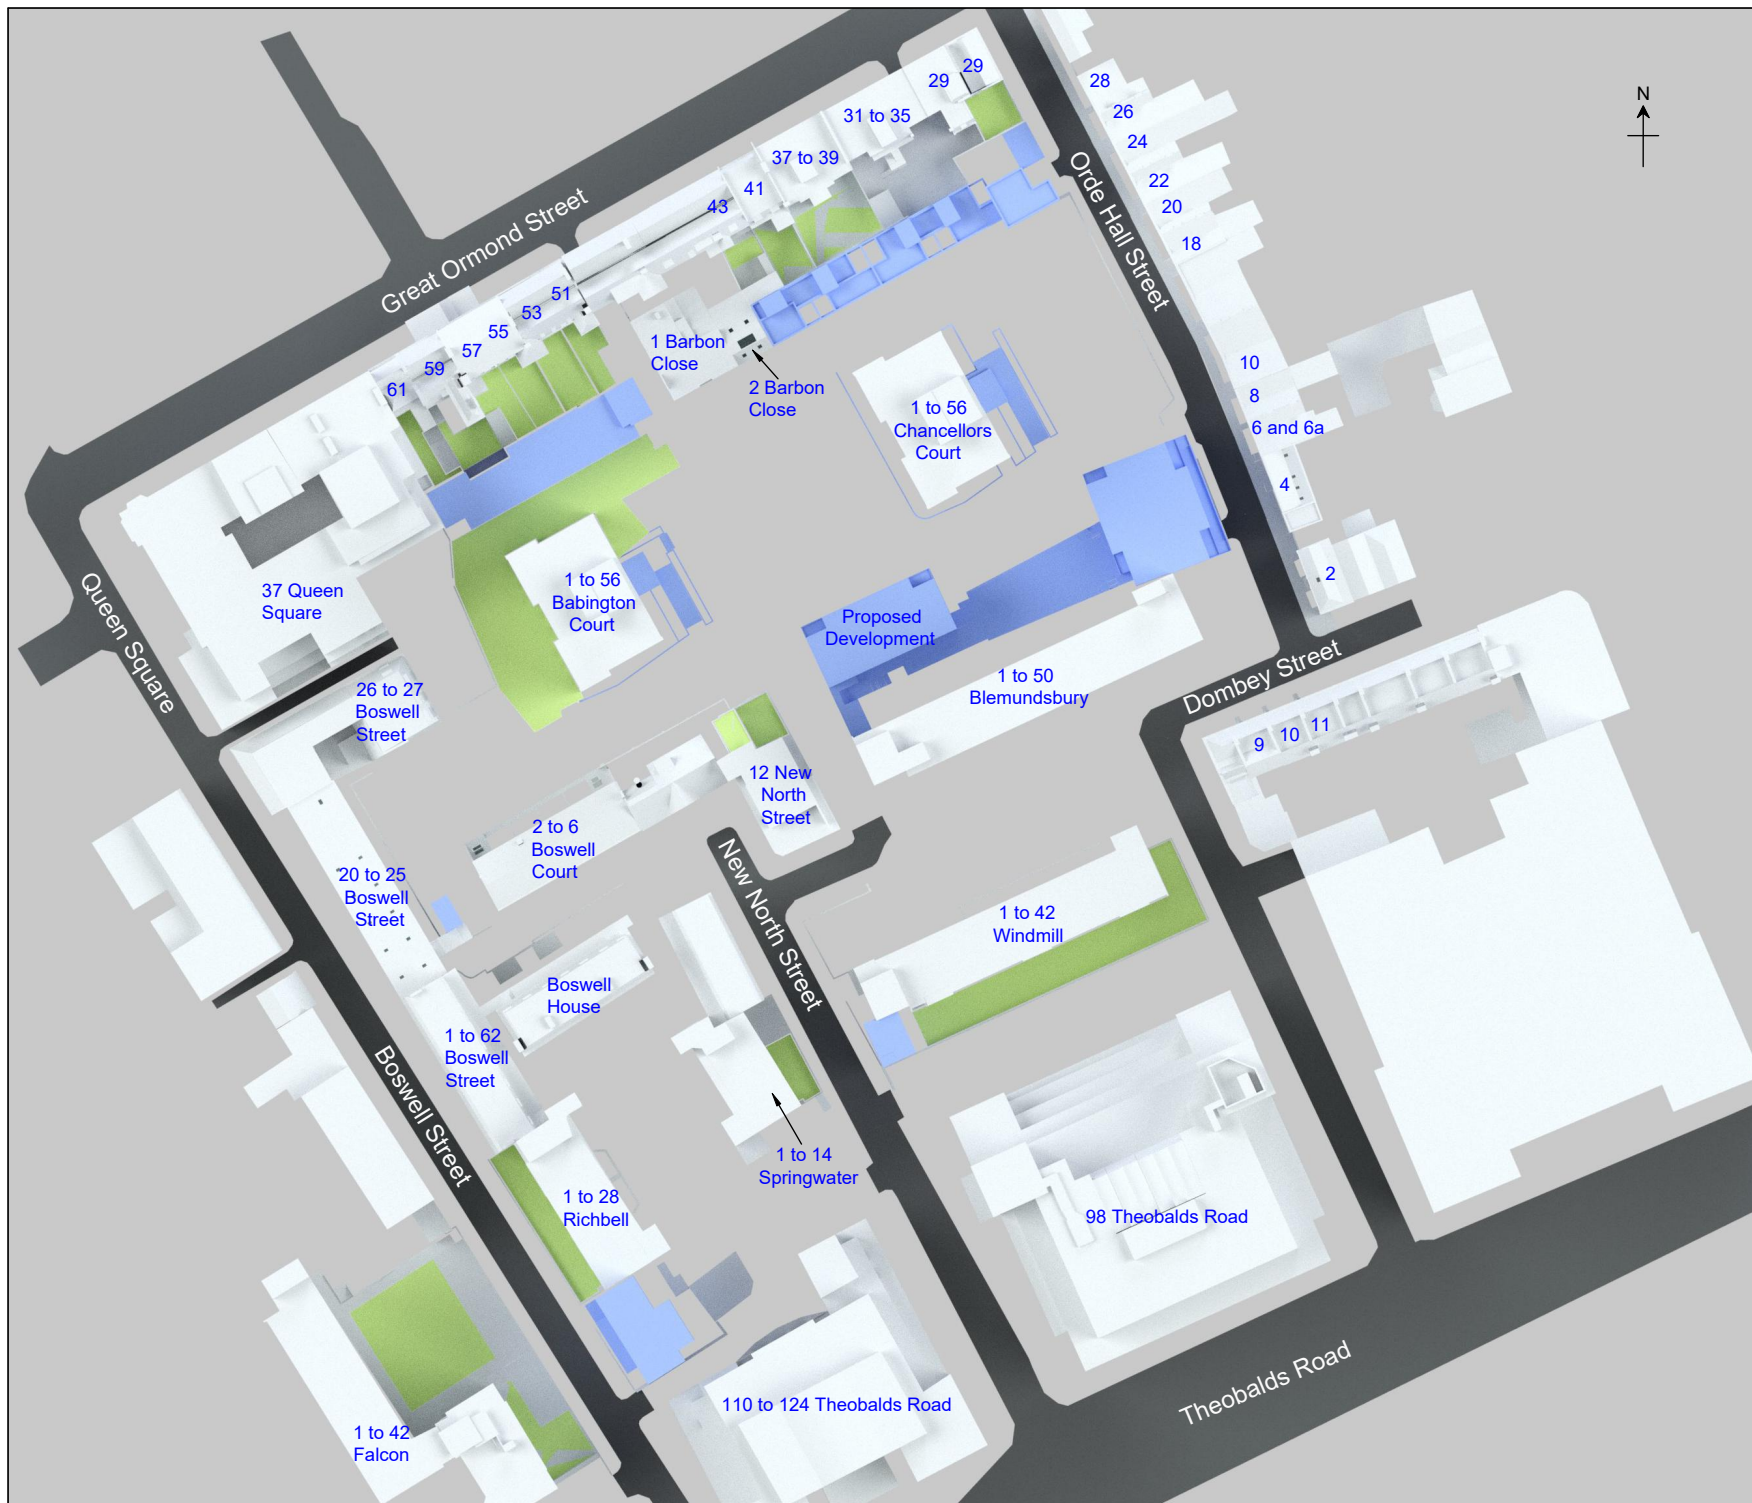 29
29
28
N
26
31 to 35
24
37 to 39
22
41
43
20
18
Orde Hall Street
Great Ormond Street
51
53
55
57
59
61
1 Barbon
Close
2 Barbon
Close
10
8
6 and 6a
4
2
1 to 56
Chancellors
Court
1 to 56
Babington
Court
37 Queen
Square
Queen Square
Proposed
Development
1 to 50
Blemundsbury
Dombey Street
9
10
11
26 to 27
Boswell
Street
12 New
North
Street
2 to 6
Boswell
Court
20 to 25
Boswell
Street
New North Street
1 to 42
Windmill
Boswell
House
1 to 62
Boswell
Street
Boswell Street
1 to 14
Springwater
1 to 28
Richbell
98 Theobalds Road
Theobalds Road
110 to 124 Theobalds Road
1 to 42
Falcon